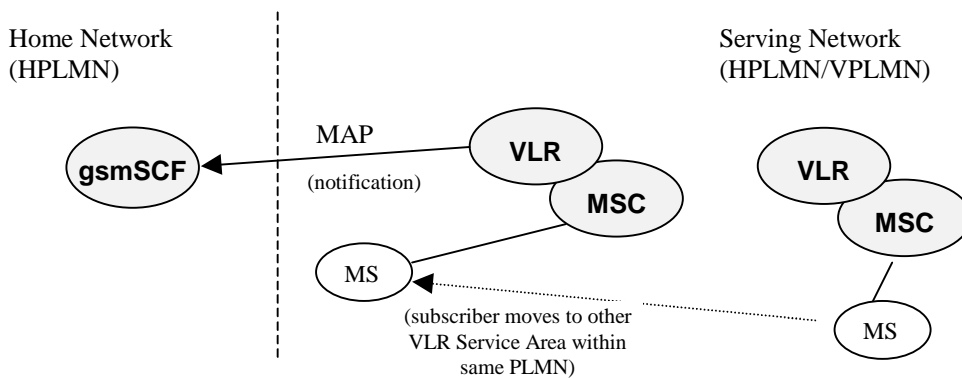 Home Network
(HPLMN)
Serving Network
(HPLMN/VPLMN)
MAP
(notification)
gsmSCF
VLR
MSC
VLR
MSC
MS
MS
(subscriber moves to other
VLR Service Area within
same PLMN)